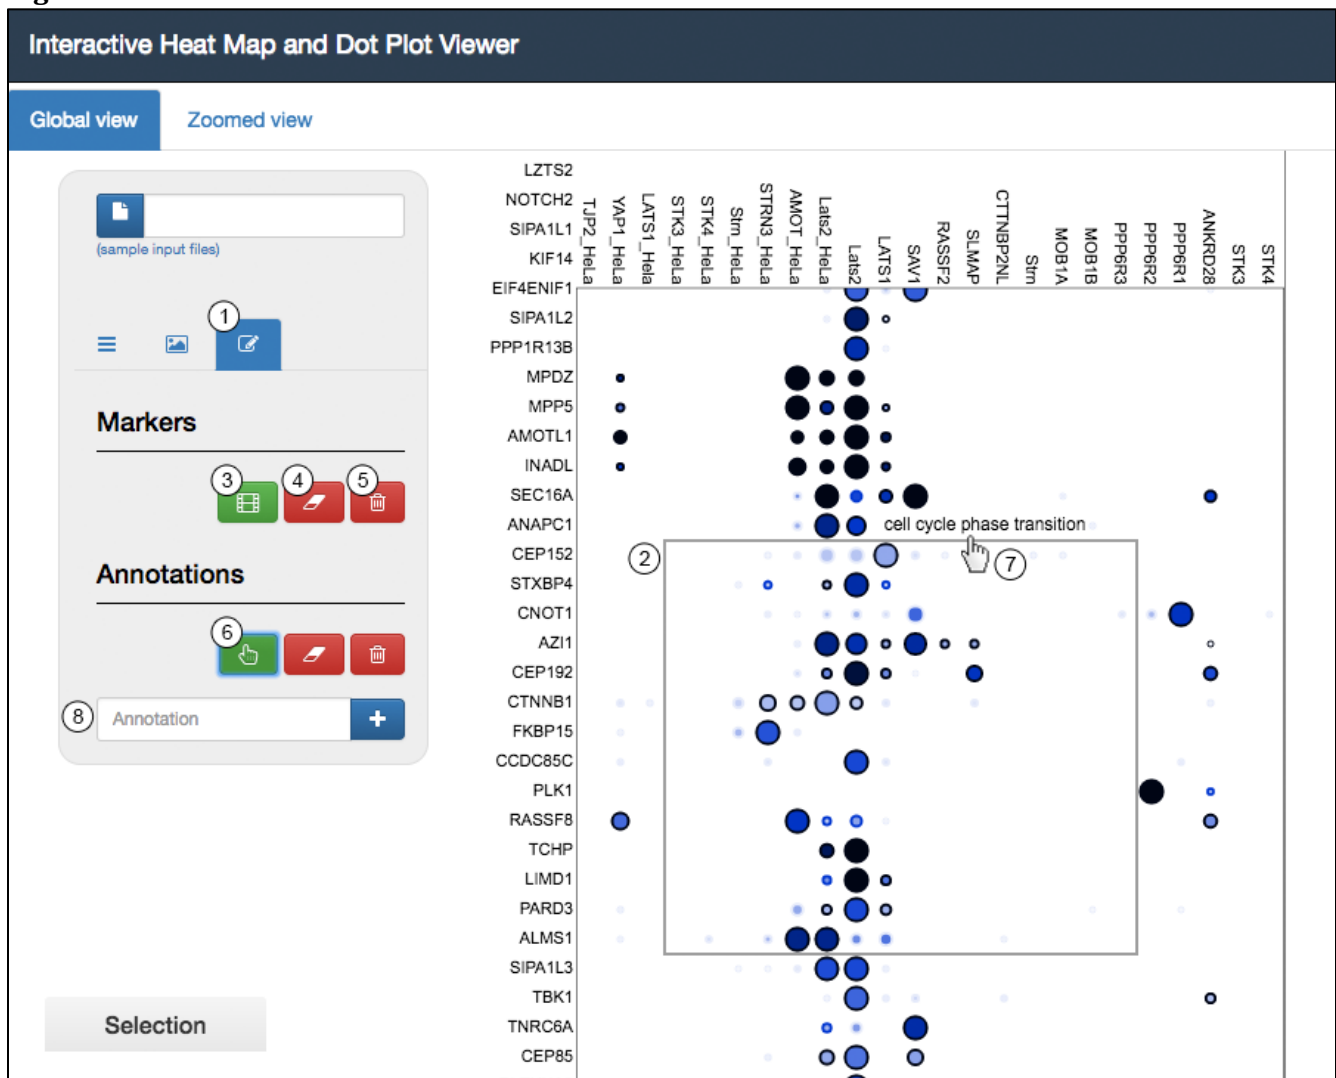 Interactive Heat Map and Dot Plot Viewer
Global view
Zoomed view
(sample input files)
1
Markers
3
4
5
Annotations
6
8
Annotation
Selection
LZTS2
NOTCH2
SIPA1L1
KIF14
EIF4ENIF1
SIPA1L2
PPP1R13B
MPDZ
MPP5
AMOTL1
INADL
SEC16A
ANAPC1
CEP152
STXBP4
CNOT1
AZI1
CEP192
CTNNB1
FKBP15
CCDC85C
PLK1
RASSF8
TCHP
LIMD1
PARD3
ALMS1
SIPA1L3
TBK1
TNRC6A
CEP85
TJP2_HeLa
YAP1_HeLa
LATS1_Hela
STK3_HeLa
STK4_HeLa
Strn_HeLa
STRN3_HeLa
AMOT_HeLa
Lats2_HeLa
Lats2
LATS1
SAV1
RASSF2
SLMAP
CTTNBP2NL
Strn
MOB1A
MOB1B
PPP6R3
PPP6R2
PPP6R1
ANKRD28
STK3
STK4
cell cycle phase transition
2
7